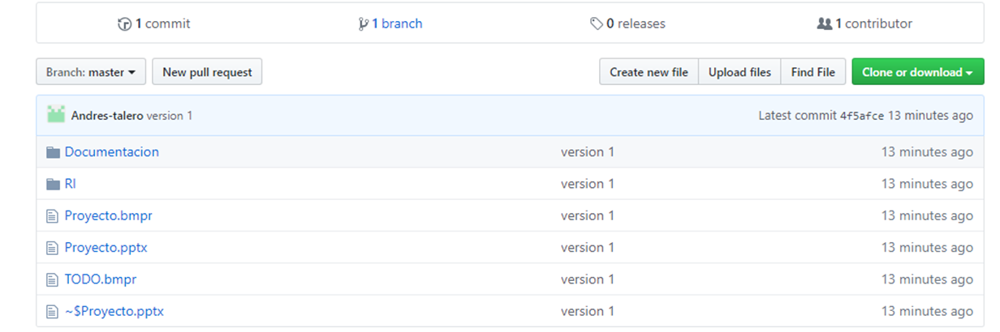 1 commit 1 branch 0 releases 1 contributor
Branch: master New pull request Create new file Upload files Find File Clone or download
Andres-talero version 1 Latest commit 4f5afce 13 minutes ago
Documentacion version 1 13 minutes ago
RI version 1 13 minutes ago
Proyecto.bmpr version 1 13 minutes ago
Proyecto.pptx version 1 13 minutes ago
TODO.bmpr version 1 13 minutes ago
~$Proyecto.pptx version 1 13 minutes ago